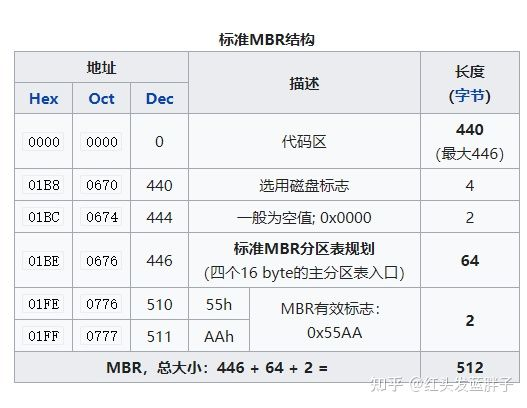 标准MBR结构
地址 描述 长度
(字节)
Hex Oct Dec
0000 0000 0 代码区 440
(最大446)
01B8 0670 440 选用磁盘标志 4
01BC 0674 444 一般为空值; 0x0000 2
01BE 0676 446 标准MBR分区表规划
(四个16 byte的主分区表入口) 64
01FE 0776 510 55h MBR有效标志:
0x55AA 2
01FF 0777 511 AAh
MBR，总大小：446 + 64 + 2 = 512
知乎 @红头发蓝胖子